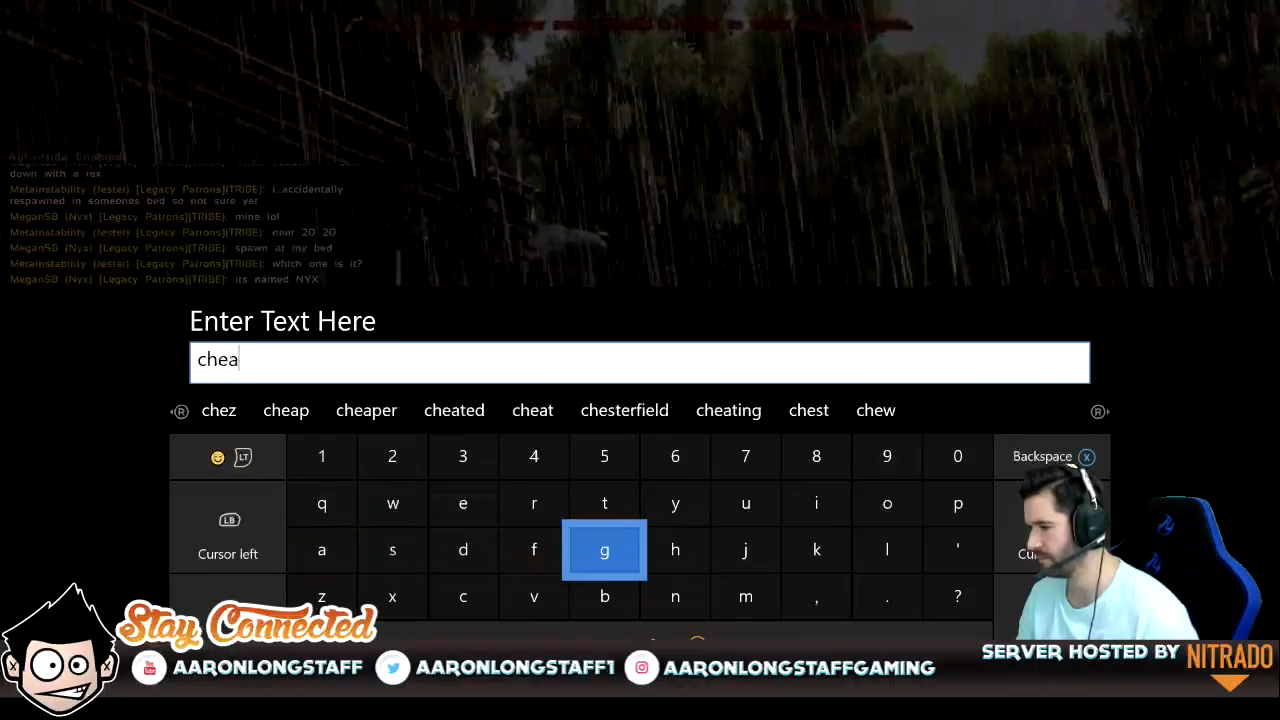 down with a rex
Metainstability (Jester) [Legacy Patrons](TRIBE): i accidentally
respawned in someones bed so not sure yet
MeganSB (Nyx) [Legacy Patrons](TRIBE): mine lol
Metainstability (Jester) [Legacy Patrons](TRIBE): near 20 20
MeganSB (Nyx) [Legacy Patrons](TRIBE): spawn at my bed
Metainstability (Jester) [Legacy Patrons](TRIBE): which one is it?
MeganSB (Nyx) [Legacy Patrons](TRIBE): its named NYX
Enter Text Here
chea
R chez cheap cheaper cheated cheat chesterfield cheating chest chew R
LT 1 2 3 4 5 6 7 8 9 0 Backspace X
q w e r t y u i o p
LB
Cursor left a s d f g h j k l ' Cu
z x c v b n m , . ?
Stay Connected
AARONLONGSTAFF AARONLONGSTAFF1 AARONLONGSTAFFGAMING
SERVER HOSTED BY NITRADO